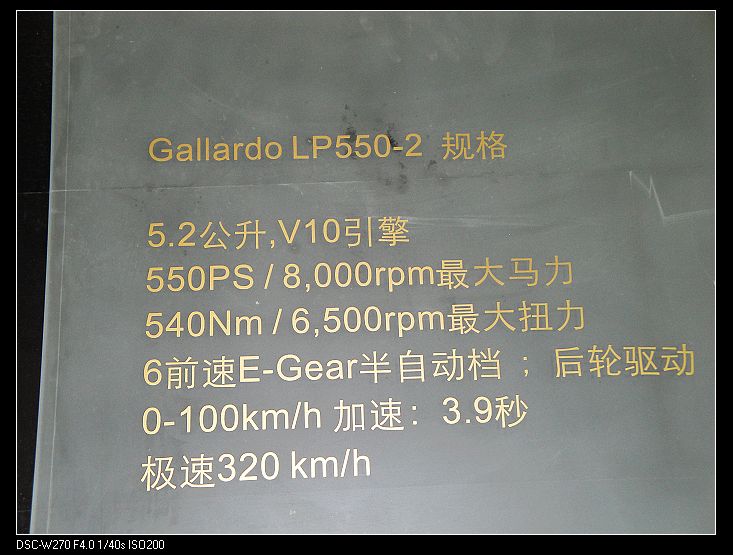 Gallardo LP550-2 规格
5.2公升,V10引擎
550PS / 8,000rpm最大马力
540Nm / 6,500rpm最大扭力
6前速E-Gear半自动档 ; 后轮驱动
0-100km/h 加速: 3.9秒
极速320 km/h
DSC-W270 F4.0 1/40s ISO200